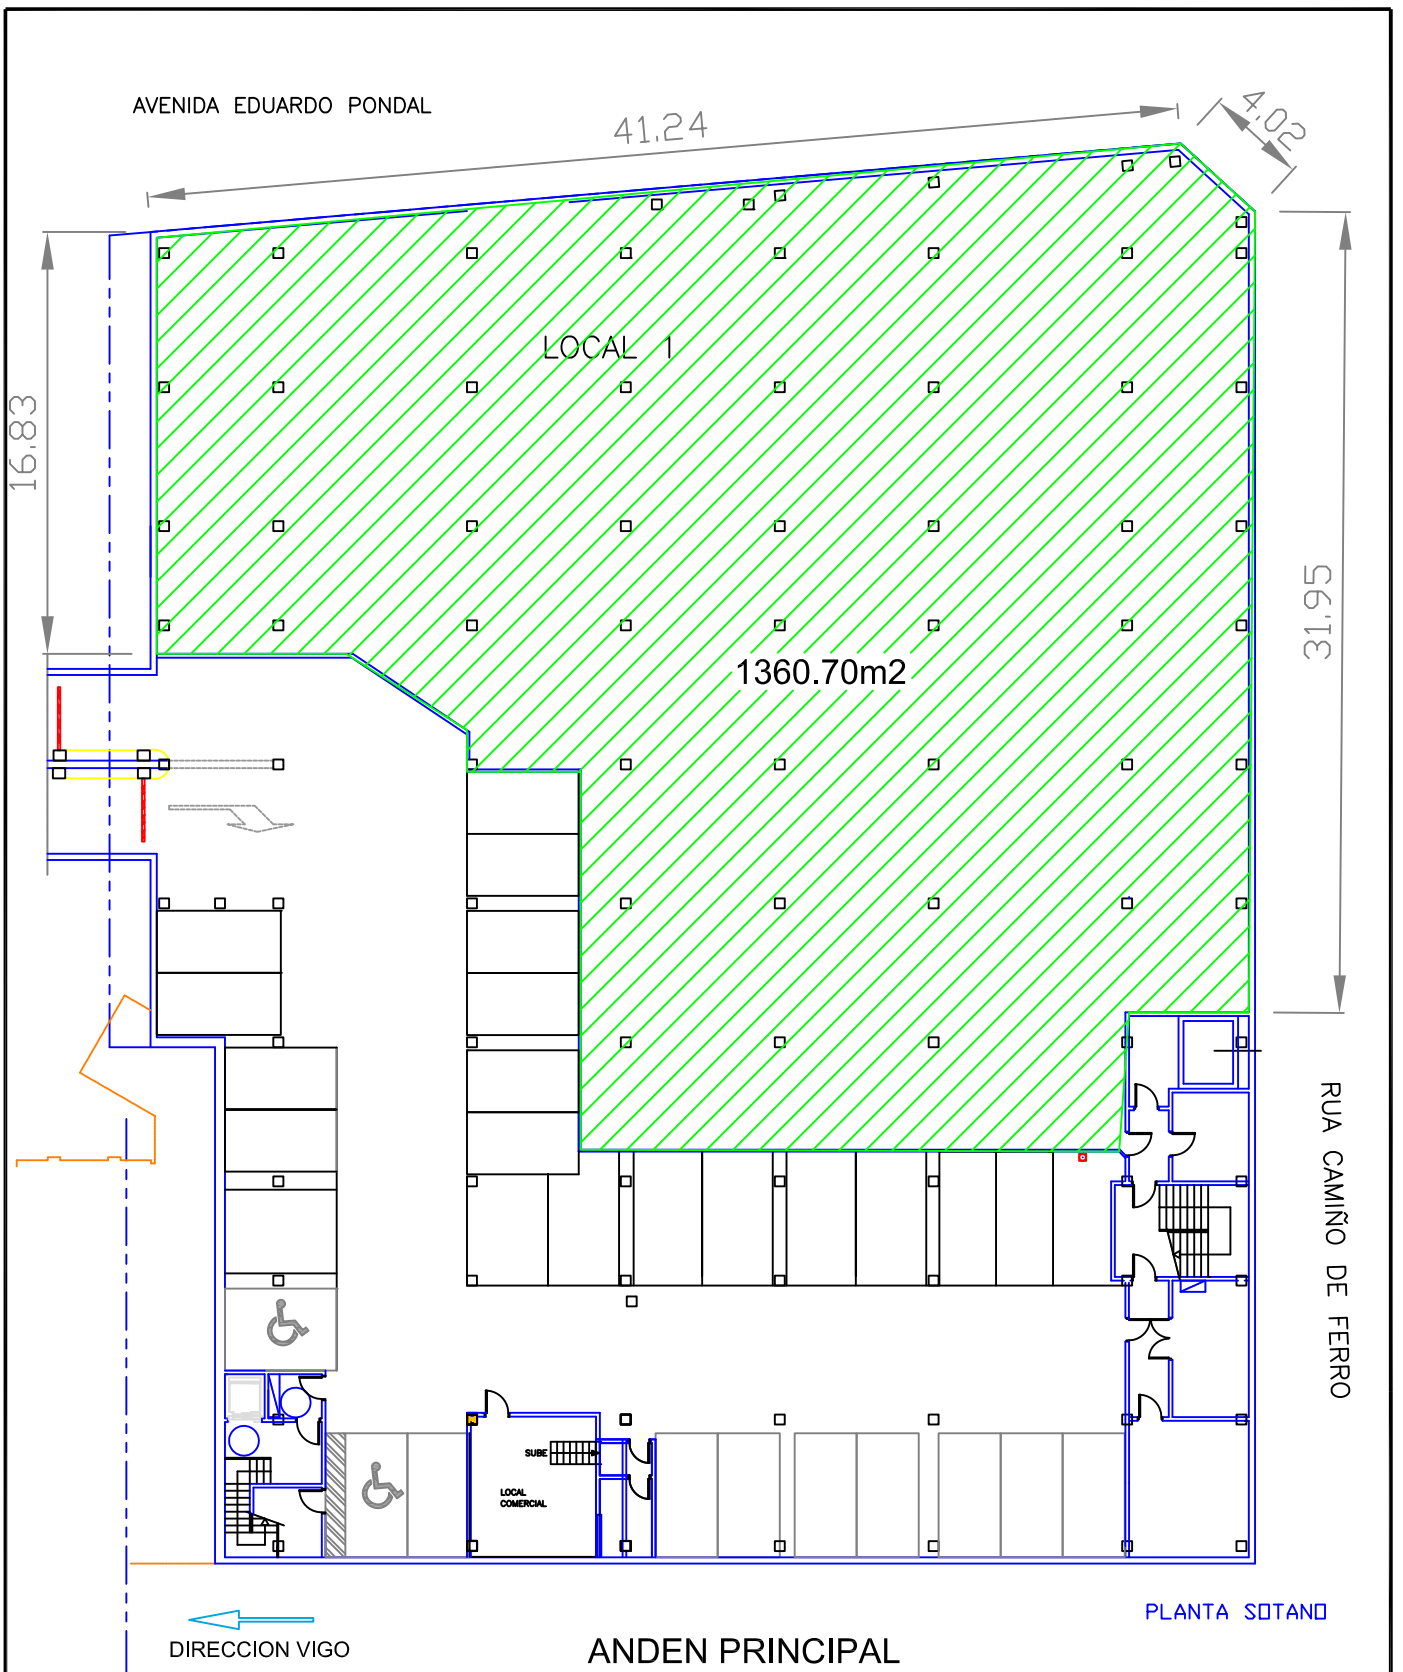 AVENIDA EDUARDO PONDAL
41.24
4.02
LOCAL 1
16.83
31.95
1360.70m2
RUA CAMIÑO DE FERRO
SUBE
LOCAL
COMERCIAL
PLANTA SOTANO
DIRECCION VIGO
ANDEN PRINCIPAL